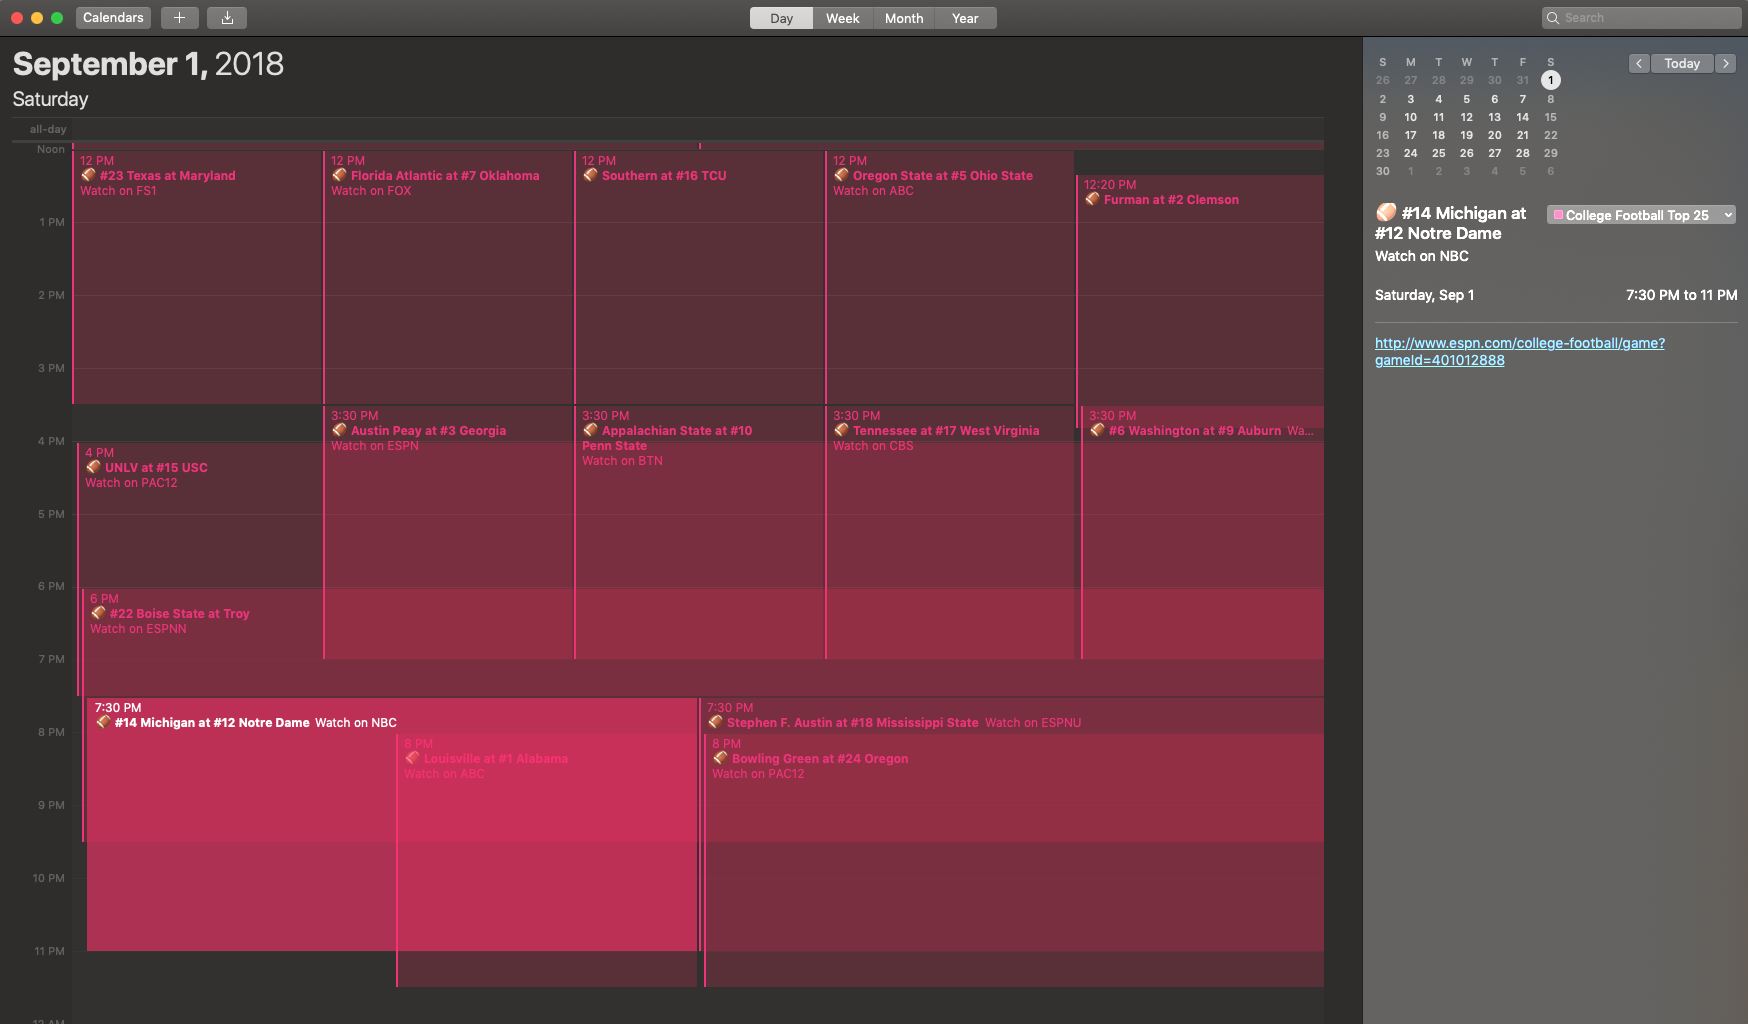 Calendars
Day
Week
Month
Year
Search
September 1, 2018
Saturday
all-day
Noon
12 PM
#23 Texas at Maryland
Watch on FS1
12 PM
Florida Atlantic at #7 Oklahoma
Watch on FOX
12 PM
Southern at #16 TCU
12 PM
Oregon State at #5 Ohio State
Watch on ABC
12:20 PM
Furman at #2 Clemson
1 PM
2 PM
3 PM
3:30 PM
Austin Peay at #3 Georgia
Watch on ESPN
3:30 PM
Appalachian State at #10
Penn State
Watch on BTN
3:30 PM
Tennessee at #17 West Virginia
Watch on CBS
3:30 PM
#6 Washington at #9 Auburn Wa...
4 PM
4 PM
UNLV at #15 USC
Watch on PAC12
5 PM
6 PM
6 PM
#22 Boise State at Troy
Watch on ESPNN
7 PM
7:30 PM
#14 Michigan at #12 Notre Dame Watch on NBC
7:30 PM
Stephen F. Austin at #18 Mississippi State Watch on ESPNU
8 PM
8 PM
Louisville at #1 Alabama
Watch on ABC
8 PM
Bowling Green at #24 Oregon
Watch on PAC12
9 PM
10 PM
11 PM
12 AM
S M T W T F S
26 27 28 29 30 31 1
2 3 4 5 6 7 8
9 10 11 12 13 14 15
16 17 18 19 20 21 22
23 24 25 26 27 28 29
30 1 2 3 4 5 6
Today
#14 Michigan at
#12 Notre Dame
College Football Top 25
Watch on NBC
Saturday, Sep 1
7:30 PM to 11 PM
http://www.espn.com/college-football/game?
gameId=401012888